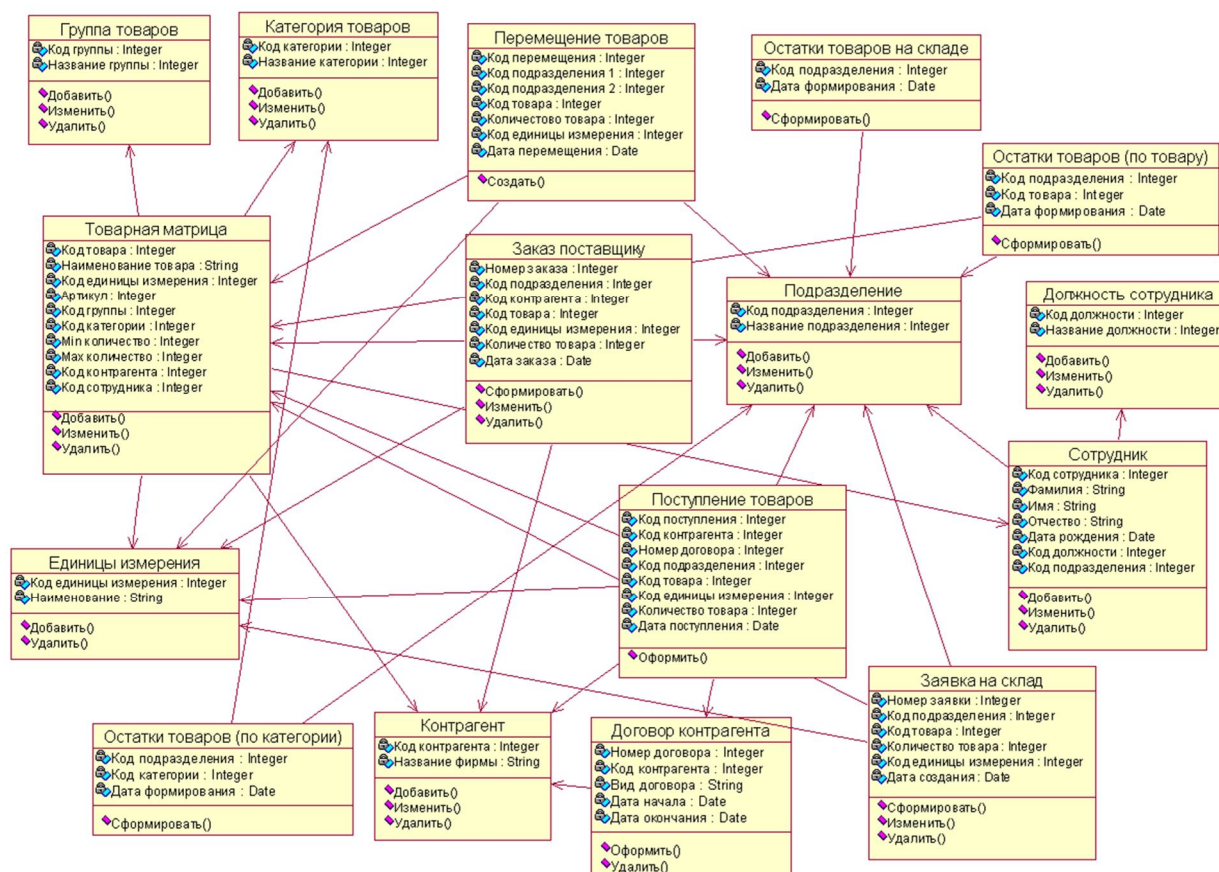 Группа товаров
Код группы : Integer
Название группы : Integer
Добавить()
Изменить()
Удалить()
Категория товаров
Код категории : Integer
Название категории : Integer
Добавить()
Изменить()
Удалить()
Перемещение товаров
Код перемещения : Integer
Код подразделения 1 : Integer
Код подразделения 2 : Integer
Код товара : Integer
Количестово товара : Integer
Код единицы измерения : Integer
Дата перемещения : Date
Создать()
Остатки товаров на складе
Код подразделения : Integer
Дата формирования : Date
Сформировать()
Остатки товаров (по товару)
Код подразделения : Integer
Код товара : Integer
Дата формирования : Date
Сформировать()
Товарная матрица
Код товара : Integer
Наименование товара : String
Код единицы измерения : Integer
Артикул : Integer
Код группы : Integer
Код категории : Integer
Min количество : Integer
Max количество : Integer
Код контрагента : Integer
Код сотрудника : Integer
Добавить()
Изменить()
Удалить()
Заказ поставщику
Номер заказа : Integer
Код подразделения : Integer
Код контрагента : Integer
Код товара : Integer
Код единицы измерения : Integer
Количество товара : Integer
Дата заказа : Date
Сформировать()
Изменить()
Удалить()
Подразделение
Код подразделения : Integer
Название подразделения : Integer
Добавить()
Изменить()
Удалить()
Должность сотрудника
Код должности : Integer
Название должности : Integer
Добавить()
Изменить()
Удалить()
Сотрудник
Код сотрудника : Integer
Фамилия : String
Имя : String
Отчество : String
Дата рождения : Date
Код должности : Integer
Код подразделения : Integer
Добавить()
Изменить()
Удалить()
Поступление товаров
Код поступления : Integer
Код контрагента : Integer
Номер договора : Integer
Код подразделения : Integer
Код товара : Integer
Код единицы измерения : Integer
Количество товара : Integer
Дата поступления : Date
Оформить()
Единицы измерения
Код единицы измерения : Integer
Наименование : String
Добавить()
Удалить()
Остатки товаров (по категории)
Код подразделения : Integer
Код категории : Integer
Дата формирования : Date
Сформировать()
Контрагент
Код контрагента : Integer
Название фирмы : String
Добавить()
Изменить()
Удалить()
Договор контрагента
Номер договора : Integer
Код контрагента : Integer
Вид договора : String
Дата начала : Date
Дата окончания : Date
Оформить()
Удалить()
Заявка на склад
Номер заявки : Integer
Код подразделения : Integer
Код товара : Integer
Количество товара : Integer
Код единицы измерения : Integer
Дата создания : Date
Сформировать()
Изменить()
Удалить()